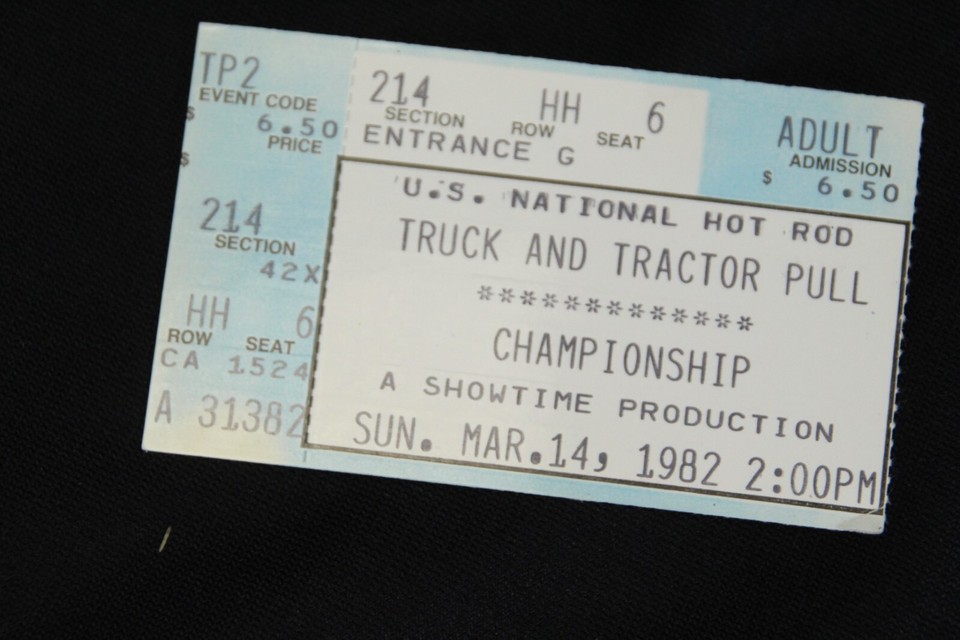 TP2
EVENT CODE
$ 6.50
PRICE
$
214
SECTION
42X
HH 6
ROW SEAT
CA 1524
A 31382
214 HH 6
SECTION ROW SEAT
ENTRANCE G
ADULT
ADMISSION
$ 6.50
U.S. NATIONAL HOT ROD
TRUCK AND TRACTOR PULL
*************
CHAMPIONSHIP
A SHOWTIME PRODUCTION
SUN. MAR.14, 1982 2:00PM